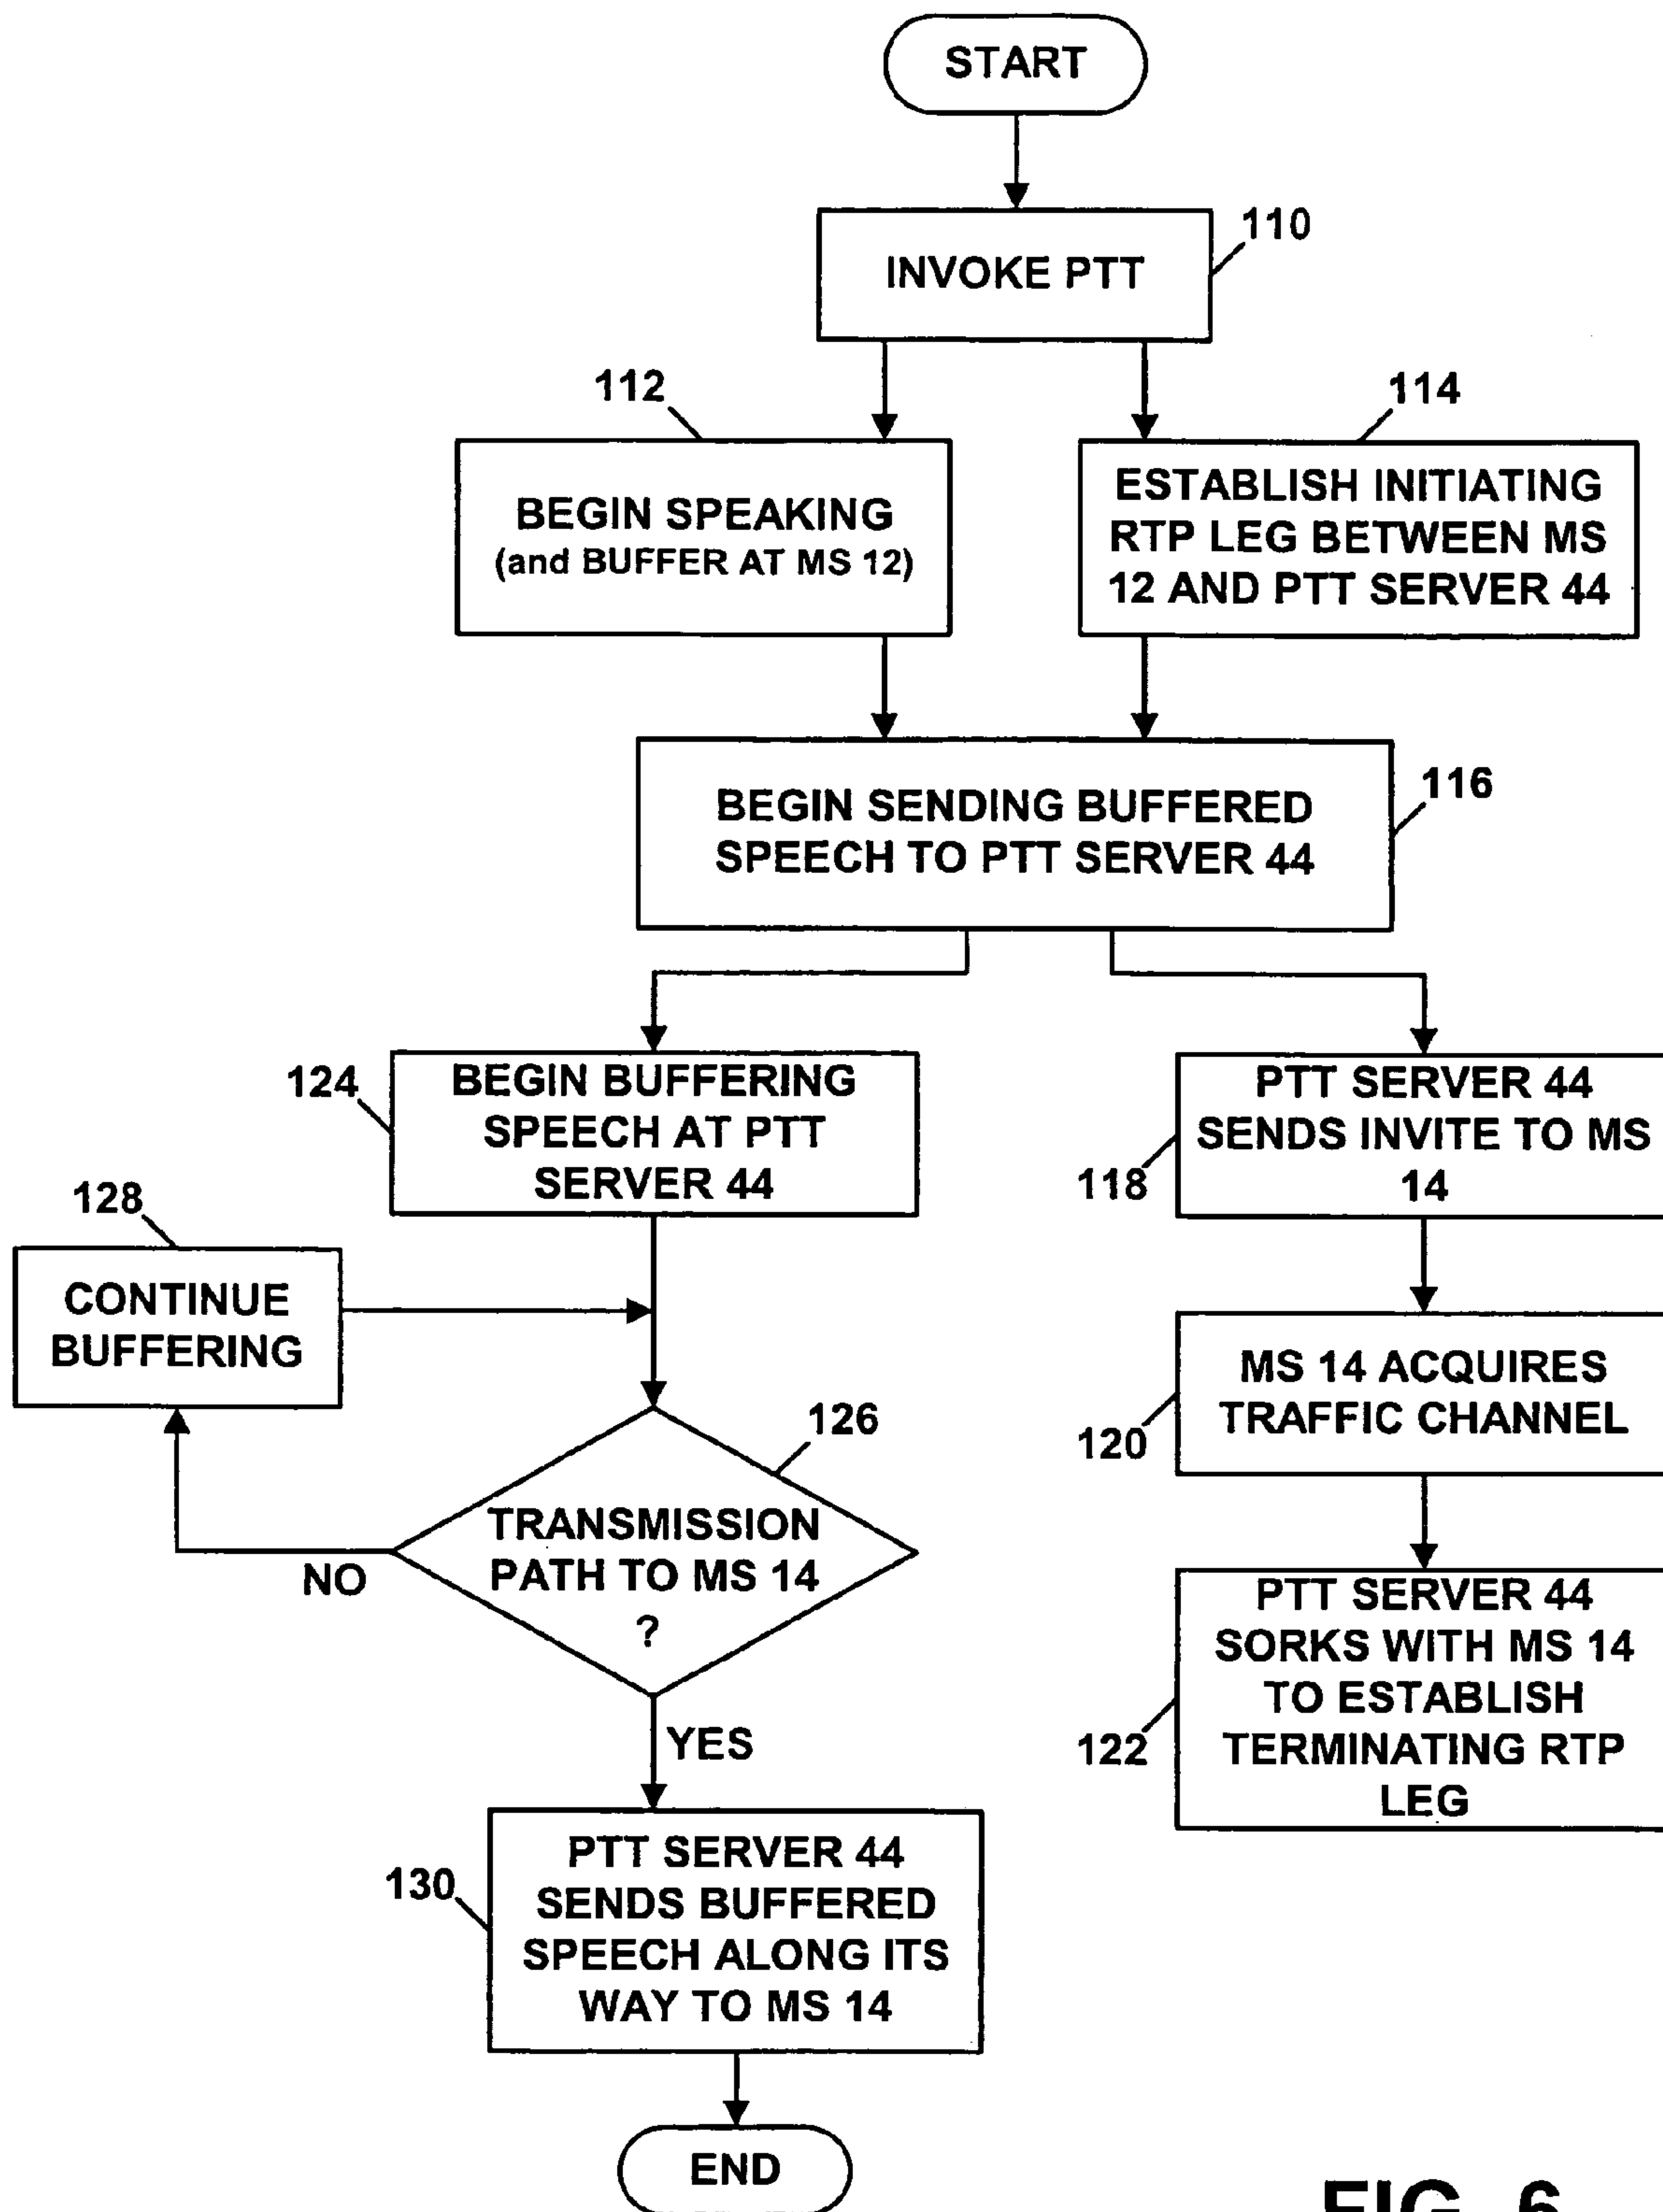 START
INVOKE PTT
110
112
114
BEGIN SPEAKING
(and BUFFER AT MS 12)
ESTABLISH INITIATING
RTP LEG BETWEEN MS
12 AND PTT SERVER 44
BEGIN SENDING BUFFERED
SPEECH TO PTT SERVER 44
116
124
BEGIN BUFFERING
SPEECH AT PTT
SERVER 44
PTT SERVER 44
SENDS INVITE TO MS
14
118
128
CONTINUE
BUFFERING
MS 14 ACQUIRES
TRAFFIC CHANNEL
120
126
TRANSMISSION
PATH TO MS 14
?
NO
YES
PTT SERVER 44
SORKS WITH MS 14
TO ESTABLISH
TERMINATING RTP
LEG
122
130
PTT SERVER 44
SENDS BUFFERED
SPEECH ALONG ITS
WAY TO MS 14
END
FIG. 6